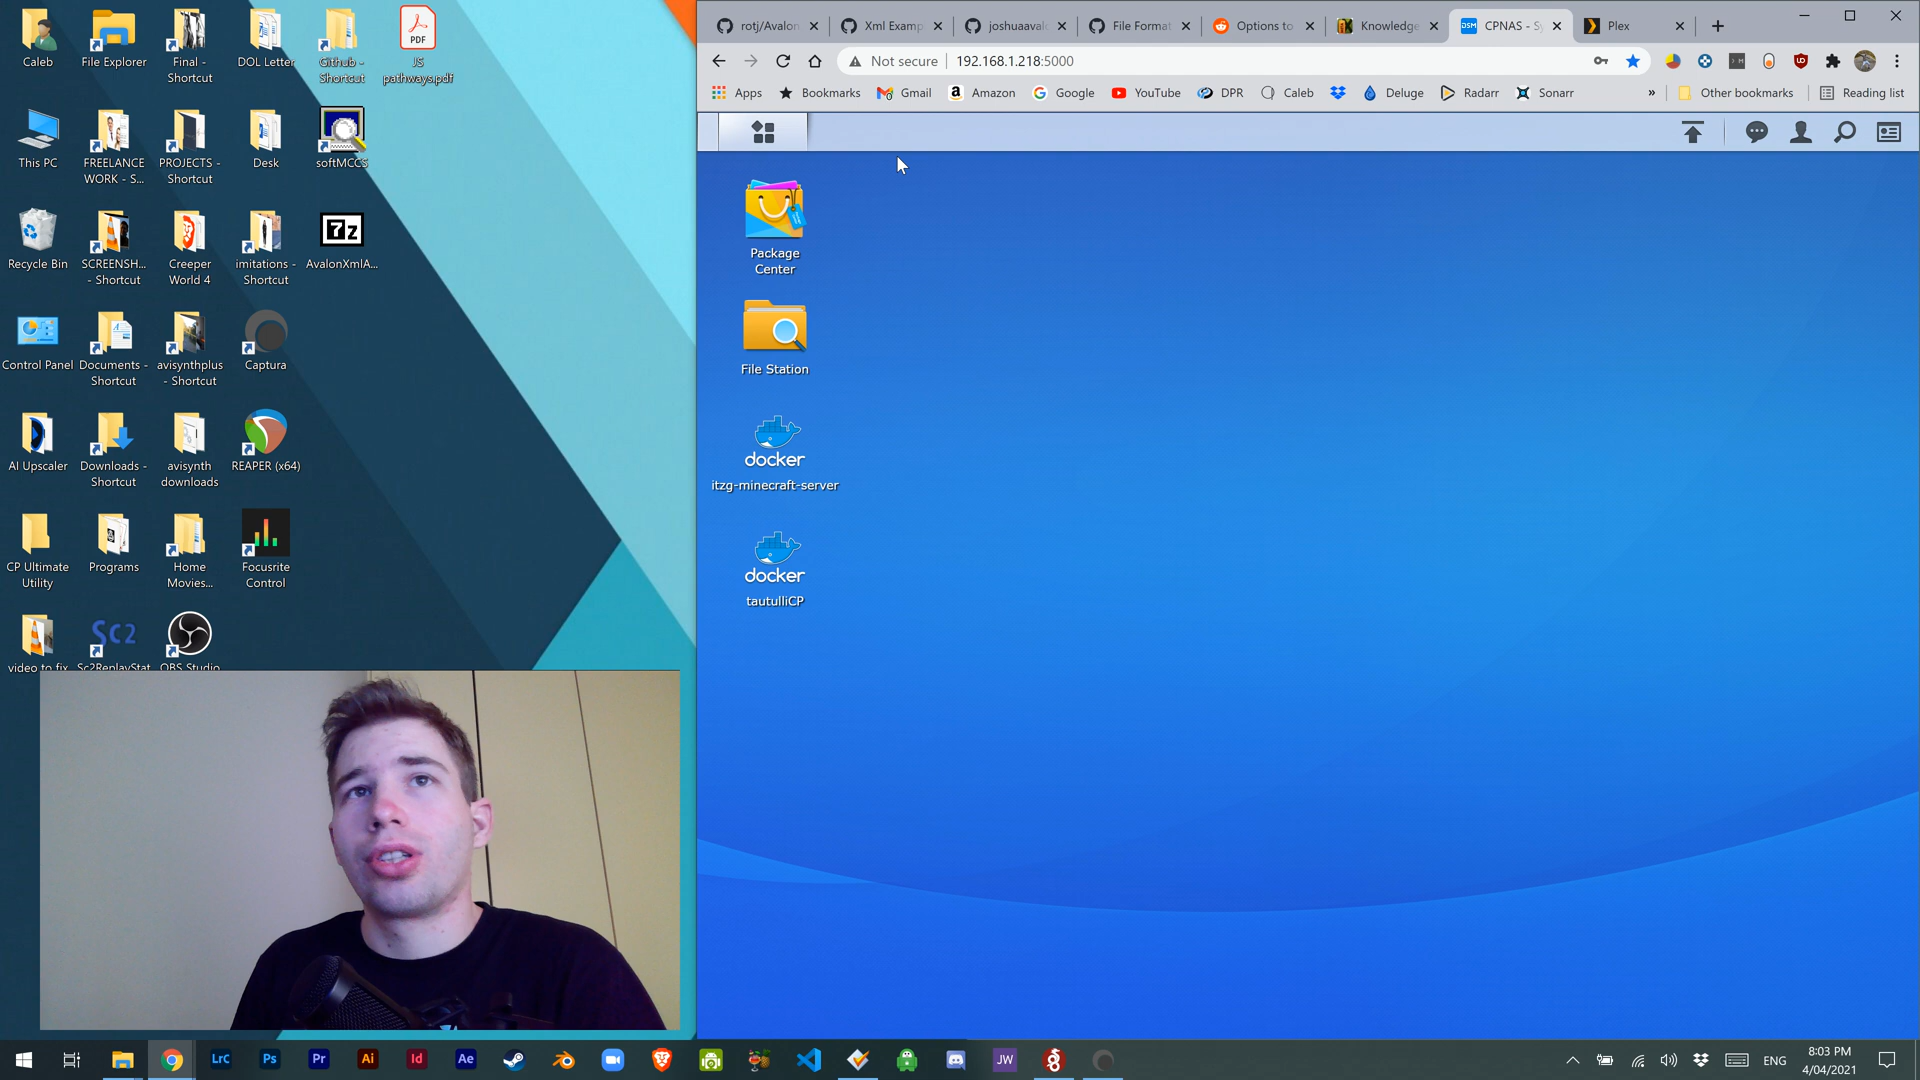 Caleb
File Explorer
Final -
Shortcut
DOL Letter
Github -
Shortcut
PDF
JS
pathways.pdf
This PC
FREELANCE
WORK - S...
PROJECTS -
Shortcut
Desk
softMCCS
Recycle Bin
SCREENSH...
- Shortcut
Creeper
World 4
imitations -
Shortcut
7z
AvalonXmlA...
Control Panel
Documents -
Shortcut
avisynthplus
- Shortcut
Captura
AI Upscaler
Downloads -
Shortcut
avisynth
downloads
REAPER (x64)
CP Ultimate
Utility
Programs
Home
Movies...
Focusrite
Control
video to fix
Sc2
Sc2ReplayStat
OBS Studio
rotj/Avalon
Xml Examp
joshuaaval
File Format
Options to
Knowledge
DSM
CPNAS - Sy
Plex
Not secure
192.168.1.218:5000
Apps
Bookmarks
Gmail
Amazon
Google
YouTube
DPR
Caleb
Deluge
Radarr
Sonarr
»
Other bookmarks
Reading list
Package
Center
File Station
docker
itzg-minecraft-server
docker
tautulliCP
LrC
Ps
Pr
Ai
Id
Ae
JW
ENG
8:03 PM
4/04/2021